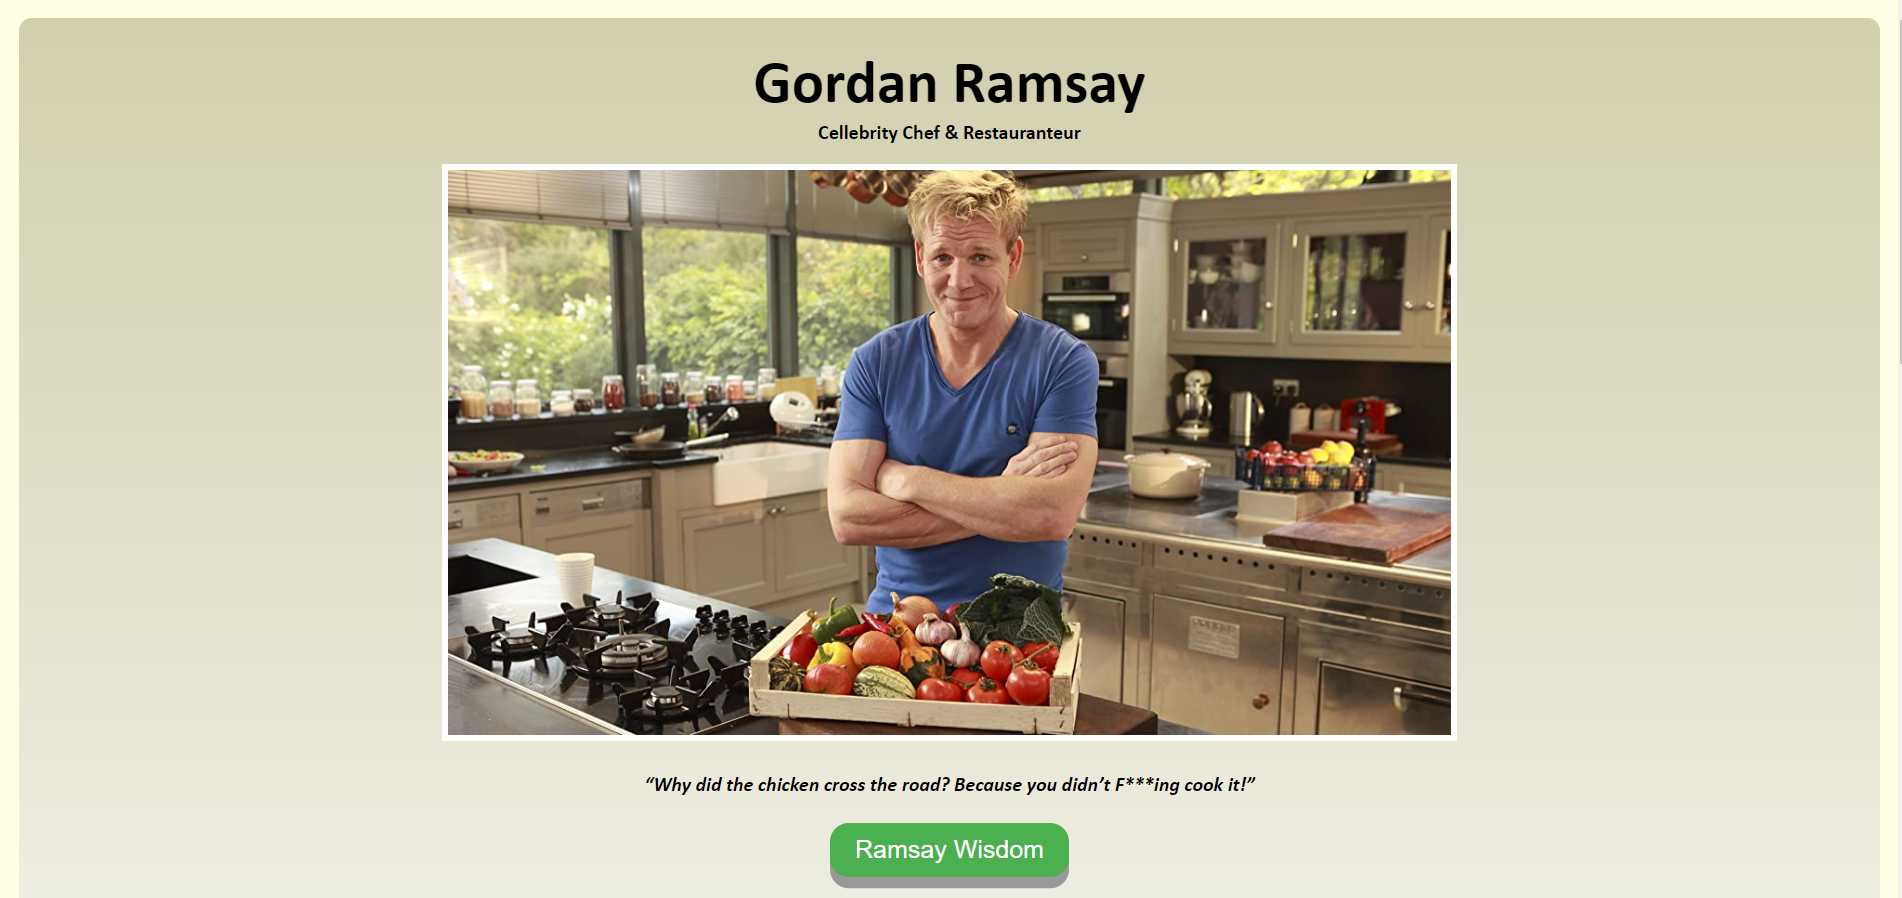 Gordan Ramsay
Cellebrity Chef & Restauranteur
“Why did the chicken cross the road? Because you didn’t F***ing cook it!”
Ramsay Wisdom